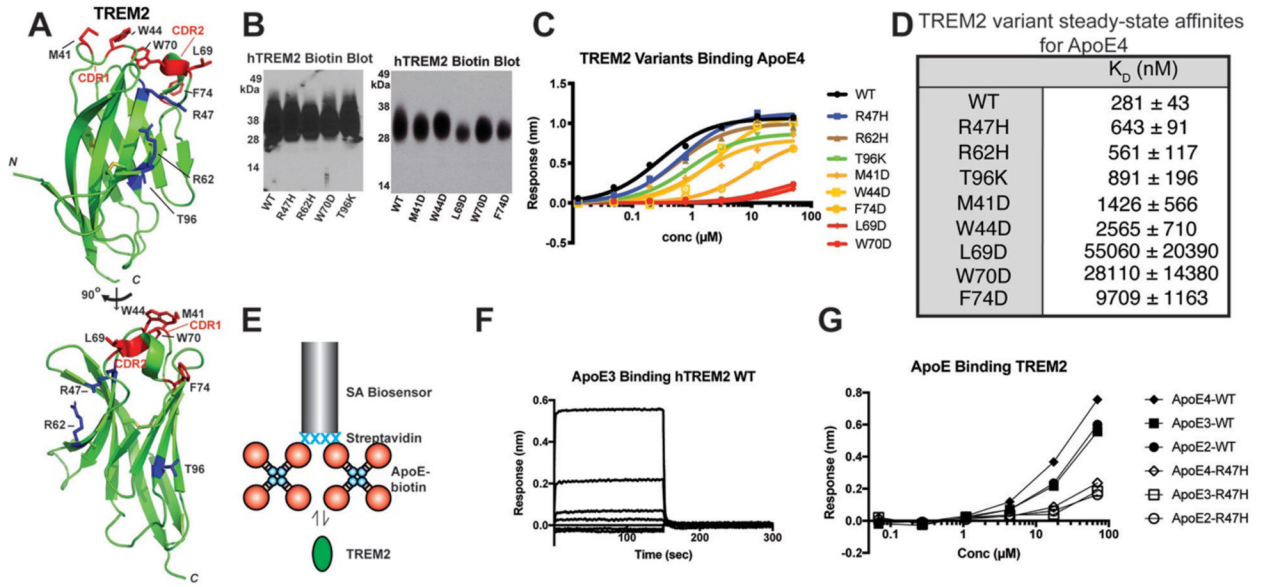 A
TREM2
M41
W44
W70
CDR2
L69
CDR1
F74
R47
N
R62
T96
C
90°
W44
M41
CDR1
L69
W70
CDR2
F74
R47
R62
T96
C
B
hTREM2 Biotin Blot
49
kDa
38
28
14
WT
R47H
R62H
W70D
T96K
hTREM2 Biotin Blot
49
kDa
38
28
14
WT
M41D
W44D
L69D
W70D
F74D
C
TREM2 Variants Binding ApoE4
Response (nm)
1.5
1.0
0.5
0.0
-0.5
0.1
1
10
100
conc (µM)
WT
R47H
R62H
T96K
M41D
W44D
F74D
L69D
W70D
D
TREM2 variant steady-state affinites
for ApoE4
K_D (nM)
WT 281 ± 43
R47H 643 ± 91
R62H 561 ± 117
T96K 891 ± 196
M41D 1426 ± 566
W44D 2565 ± 710
L69D 55060 ± 20390
W70D 28110 ± 14380
F74D 9709 ± 1163
E
SA Biosensor
Streptavidin
ApoE-
biotin
TREM2
F
ApoE3 Binding hTREM2 WT
Response (nm)
0.6
0.4
0.2
0.0
100
200
300
Time (sec)
G
ApoE Binding TREM2
Response (nm)
0.8
0.6
0.4
0.2
0.0
-0.2
0.1
1
10
100
Conc (µM)
ApoE4-WT
ApoE3-WT
ApoE2-WT
ApoE4-R47H
ApoE3-R47H
ApoE2-R47H